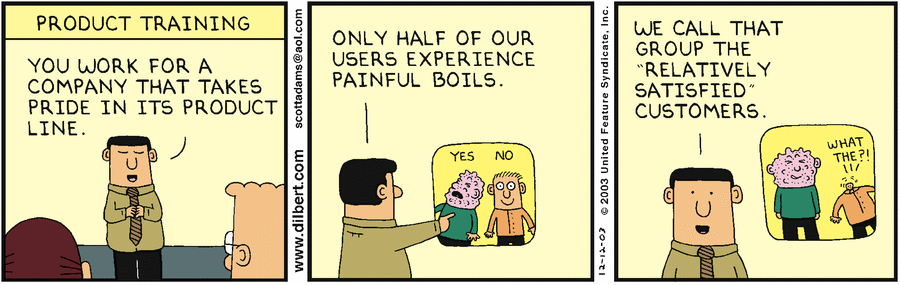 PRODUCT TRAINING
YOU WORK FOR A
COMPANY THAT TAKES
PRIDE IN ITS PRODUCT
LINE.
www.dilbert.com
scottadams@aol.com
ONLY HALF OF OUR
USERS EXPERIENCE
PAINFUL BOILS.
YES NO
12-12-03 © 2003 United Feature Syndicate, Inc.
WE CALL THAT
GROUP THE
"RELATIVELY
SATISFIED"
CUSTOMERS.
WHAT
THE?!
!!!